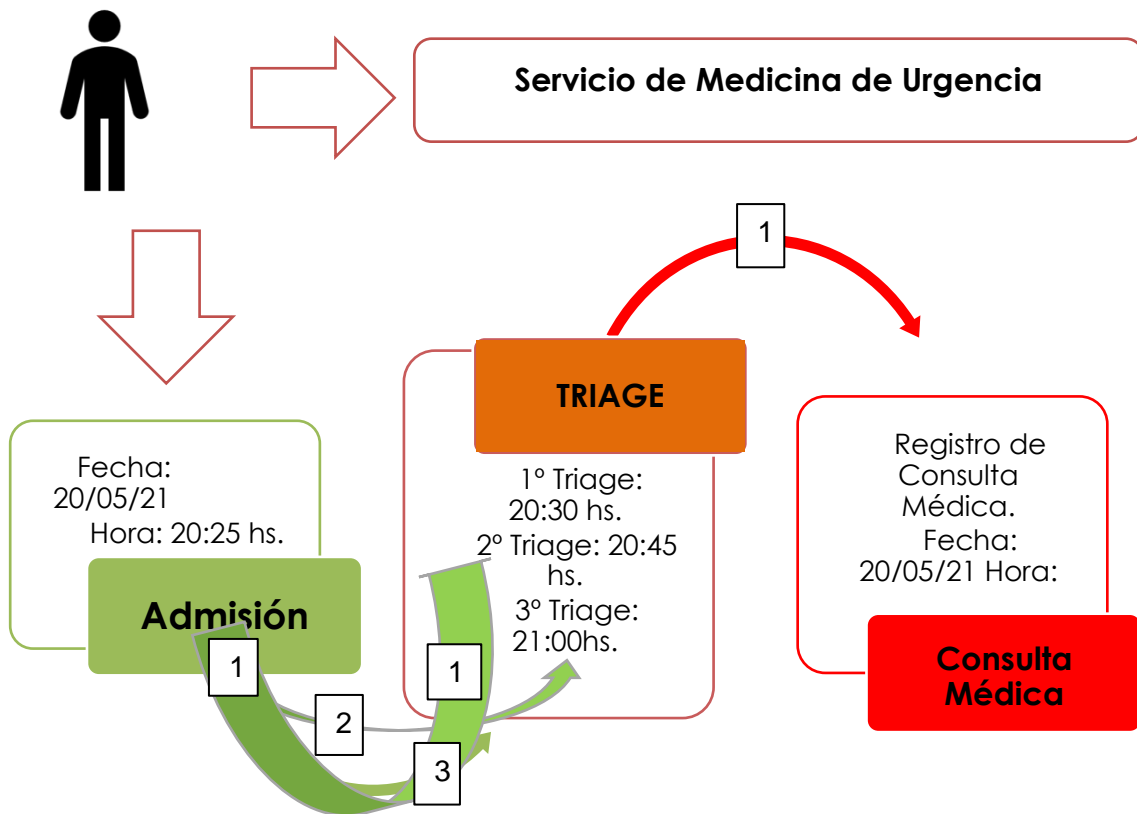 Servicio de Medicina de Urgencia
1
TRIAGE
1º Triage:
20:30 hs.
2º Triage: 20:45
hs.
3º Triage:
21:00hs.
Fecha:
20/05/21
Hora: 20:25 hs.
Admisión
1
2
1
3
Registro de
Consulta
Médica.
Fecha:
20/05/21 Hora:
Consulta
Médica